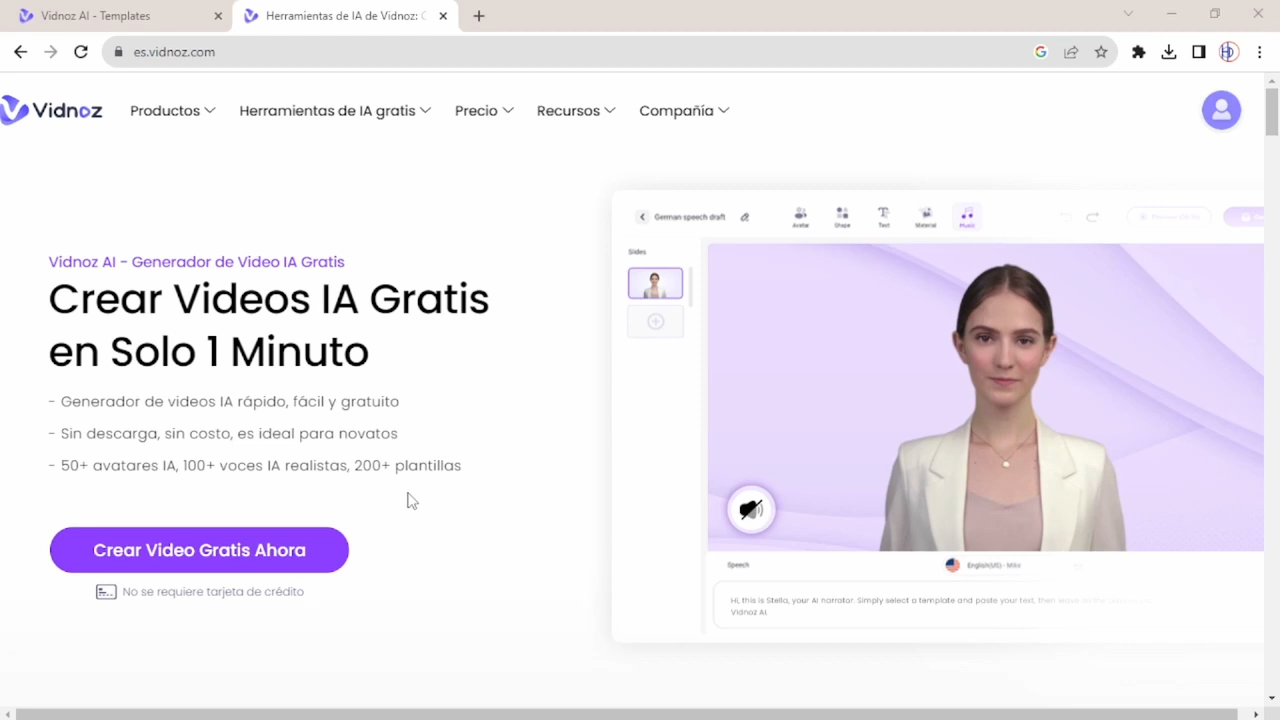 Vidnoz AI - Templates
Herramientas de IA de Vidnoz:
es.vidnoz.com
Vidnoz
Productos
Herramientas de IA gratis
Precio
Recursos
Compañía
German speech draft
Avatar
Shape
Text
Material
Music
Slides
Vidnoz AI - Generador de Video IA Gratis
Crear Videos IA Gratis
en Solo 1 Minuto
- Generador de videos IA rápido, fácil y gratuito
- Sin descarga, sin costo, es ideal para novatos
- 50+ avatares IA, 100+ voces IA realistas, 200+ plantillas
Crear Video Gratis Ahora
No se requiere tarjeta de crédito
Speech
English(US) - Mike
Hi, this is Stella, your AI narrator. Simply select a template and paste your text, then leave
Vidnoz AI.